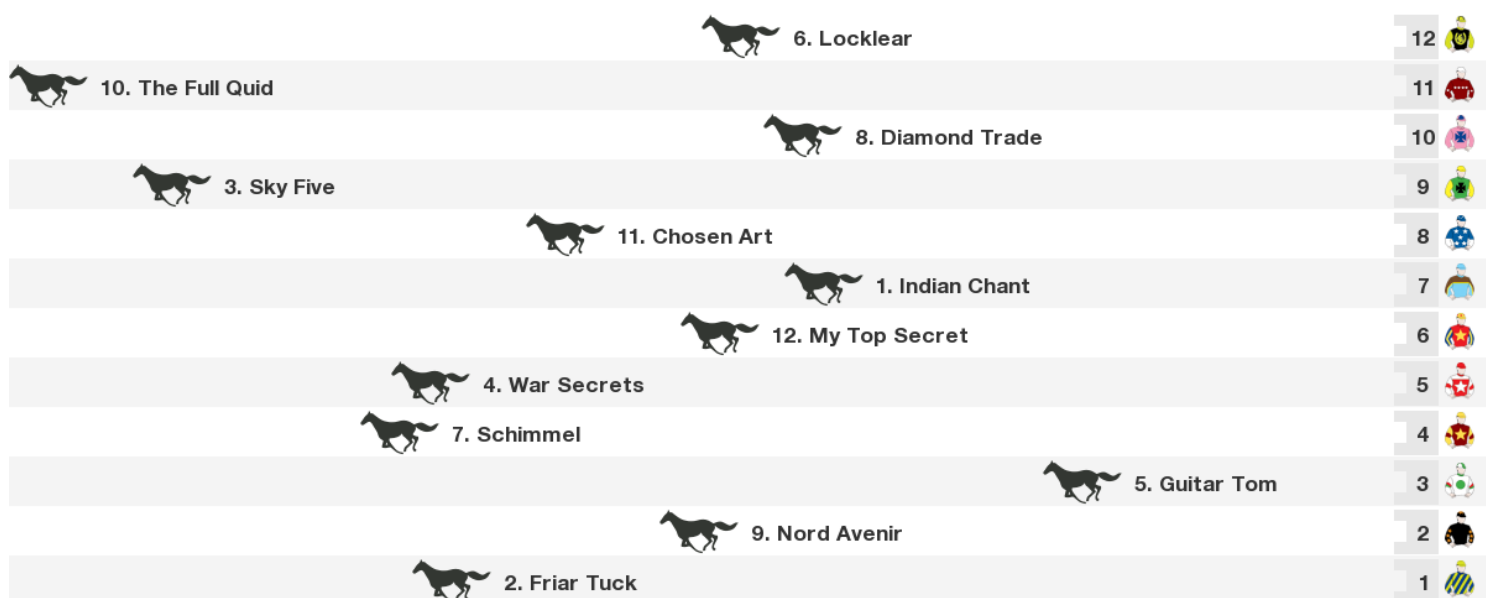 6. Locklear 12
10. The Full Quid 11
8. Diamond Trade 10
3. Sky Five 9
11. Chosen Art 8
1. Indian Chant 7
12. My Top Secret 6
4. War Secrets 5
7. Schimmel 4
5. Guitar Tom 3
9. Nord Avenir 2
2. Friar Tuck 1